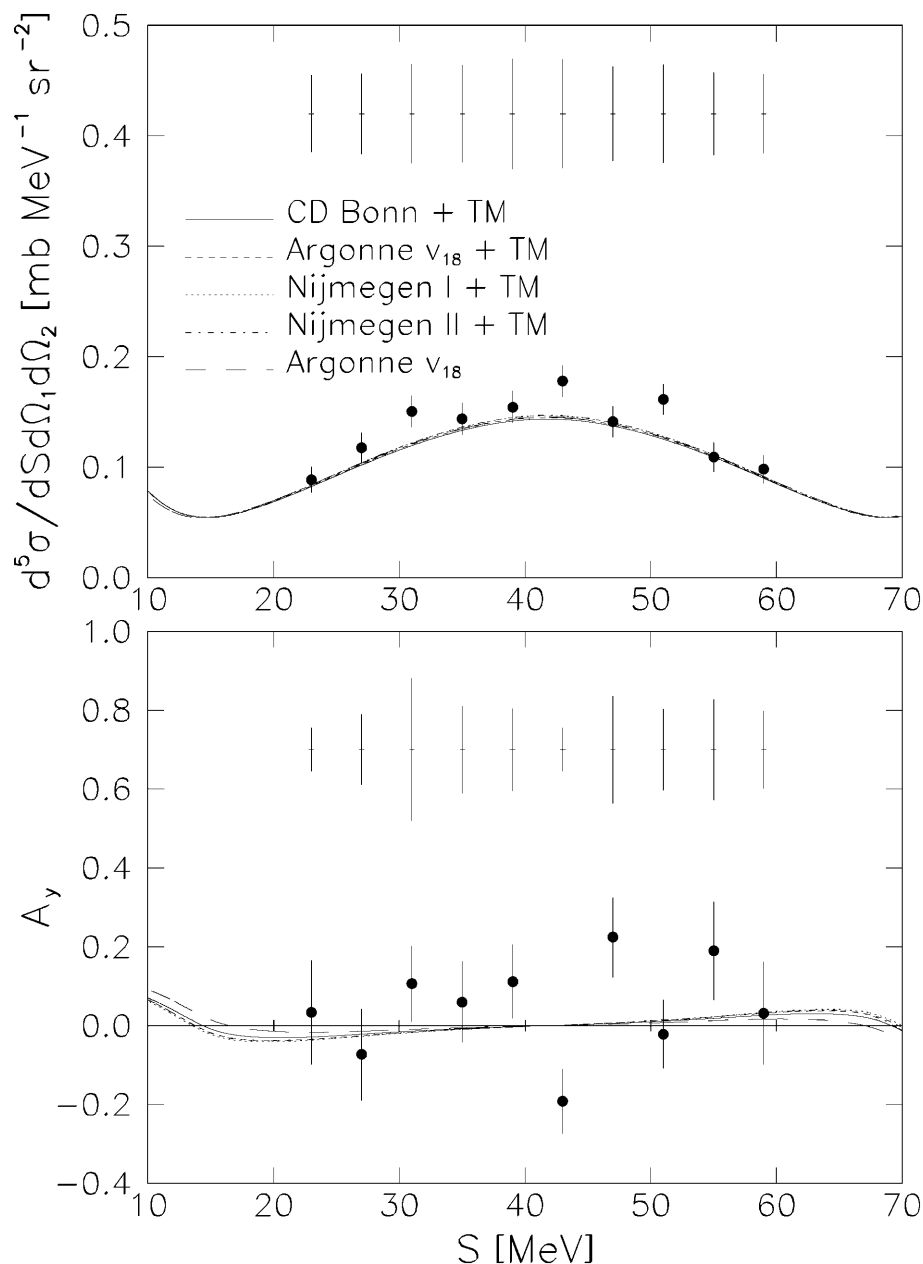 d⁵σ/dSdΩ₁dΩ₂ [mb MeV⁻¹ sr⁻²]
0.5
0.4
0.3
0.2
0.1
0.0
CD Bonn + TM
Argonne v₁₈ + TM
Nijmegen I + TM
Nijmegen II + TM
Argonne v₁₈
10 20 30 40 50 60 70
A_y
1.0
0.8
0.6
0.4
0.2
0.0
−0.2
−0.4
10 20 30 40 50 60 70
S [MeV]